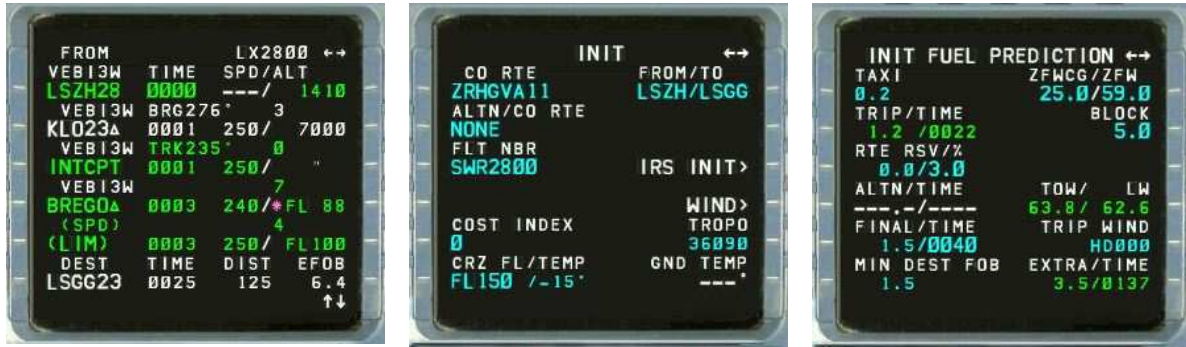 FROM LX2800 ←→
VEBI3W TIME SPD/ALT
LSZH28 0000 ---/ 1410
VEBI3W BRG276° 3
KLO23∆ 0001 250/ 7000
VEBI3W TRK235° 0
INTCPT 0001 250/ "
VEBI3W 7
BREGO∆ 0003 240/*FL 88
(SPD) 4
(LIM) 0003 250/ FL100
DEST TIME DIST EFOB
LSGG23 0025 125 6.4
↑↓
INIT ←→
CO RTE FROM/TO
ZRHGVA11 LSZH/LSGG
ALTN/CO RTE
NONE
FLT NBR
SWR2800 IRS INIT>
WIND>
COST INDEX TROPO
0 36090
CRZ FL/TEMP GND TEMP
FL150 /-15° ---°
INIT FUEL PREDICTION ←→
TAXI ZFWCG/ZFW
0.2 25.0/59.0
TRIP/TIME BLOCK
1.2 /0022 5.0
RTE RSV/%
0.0/3.0
ALTN/TIME TOW/ LW
---.-/---- 63.8/ 62.6
FINAL/TIME TRIP WIND
1.5/0040 HD000
MIN DEST FOB EXTRA/TIME
1.5 3.5/0137